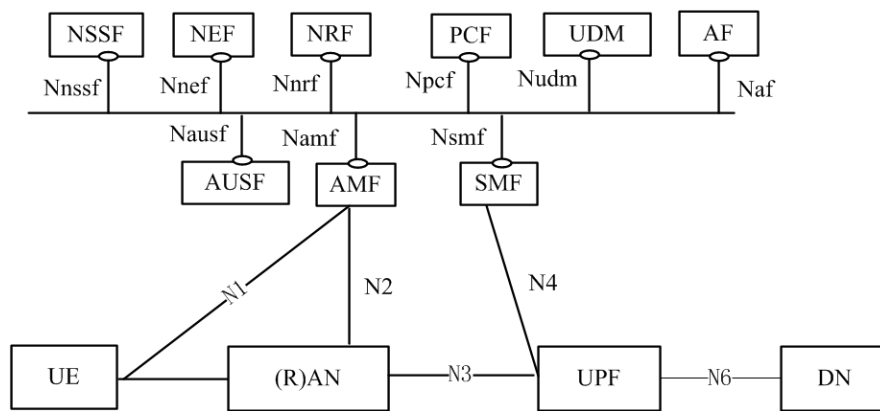 NSSF NEF NRF PCF UDM AF
Nnssf Nnef Nnrf Npcf Nudm Naf
Nausf Namf Nsmf
AUSF AMF SMF
N1 N2 N4
UE (R)AN N3 UPF N6 DN